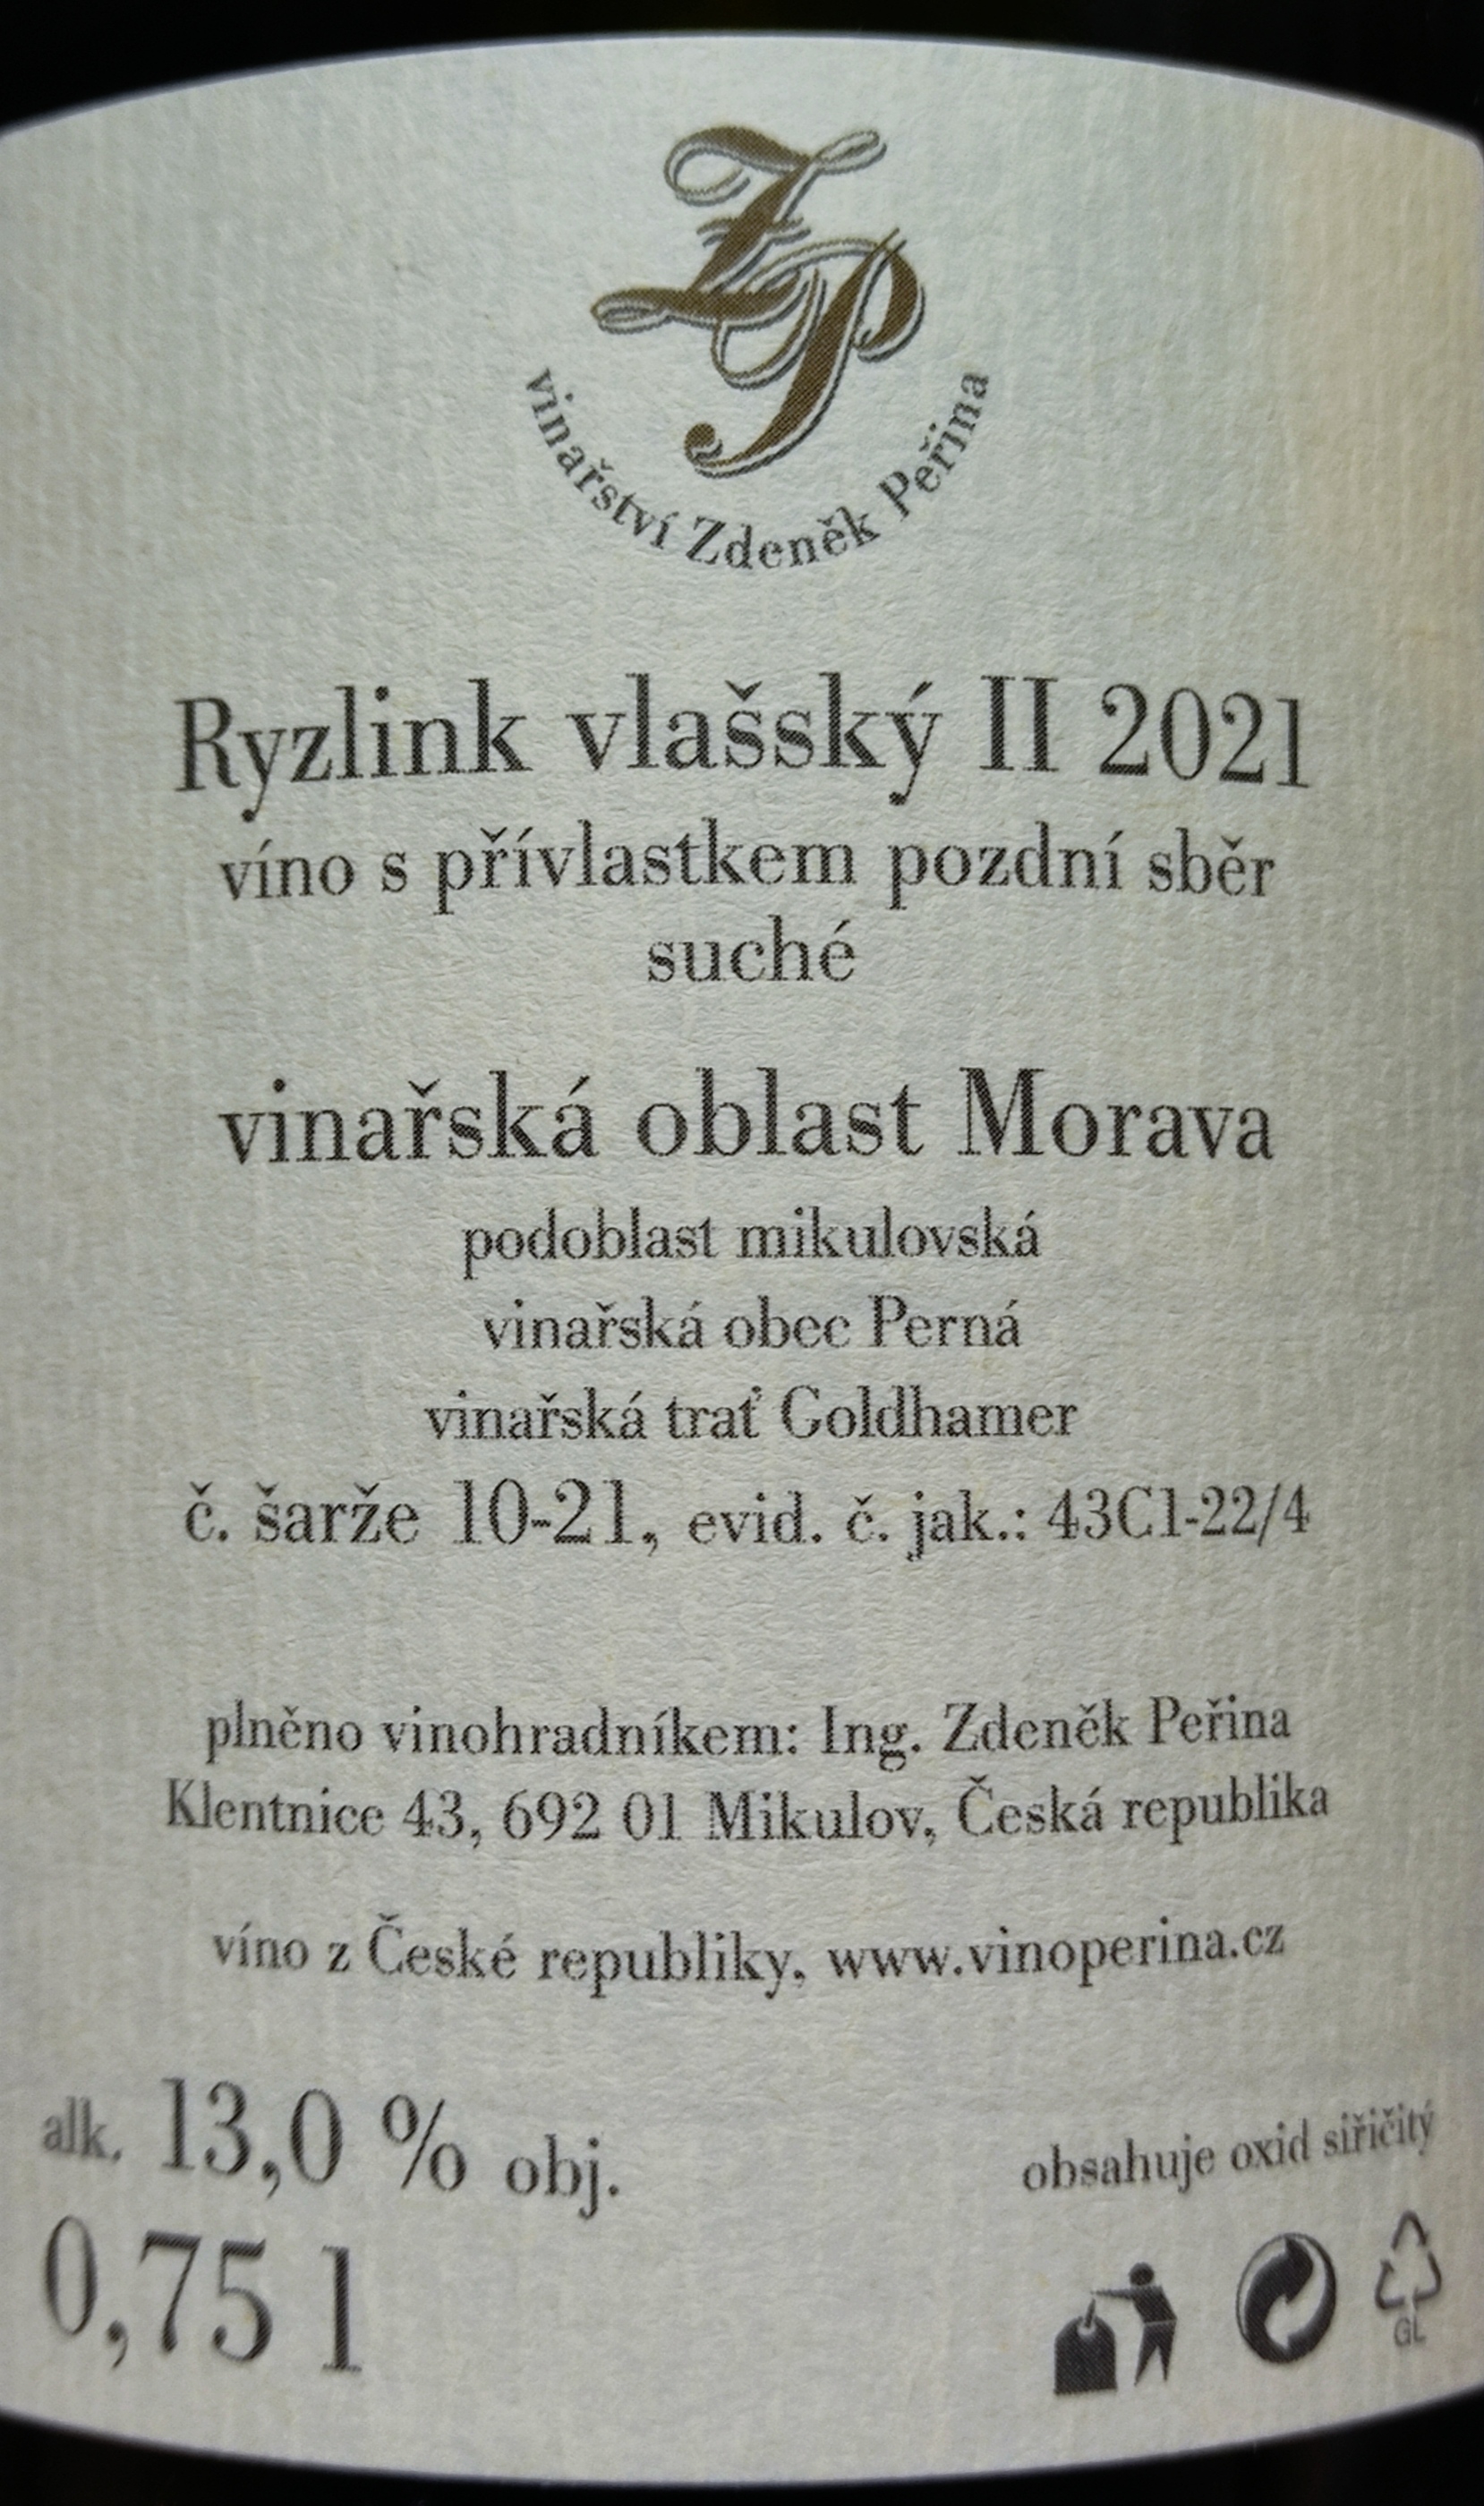 ZP
vinařství Zdeněk Peřina
Ryzlink vlašský II 2021
víno s přívlastkem pozdní sběr
suché
vinařská oblast Morava
podoblast mikulovská
vinařská obec Perná
vinařská trať Goldhamer
č. šarže 10-21, evid. č. jak.: 43C1-22/4
plněno vinohradníkem: Ing. Zdeněk Peřina
Klentnice 43, 692 01 Mikulov, Česká republika
víno z České republiky, www.vinoperina.cz
alk. 13,0 % obj.
obsahuje oxid siřičitý
0,75 l
GL